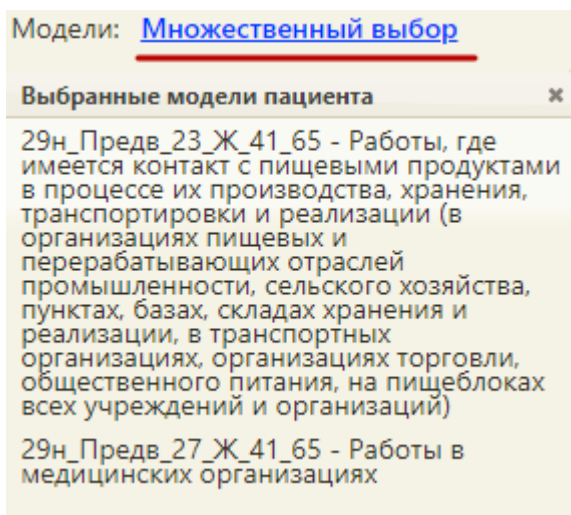 Модели: Множественный выбор
Выбранные модели пациента ×
29н_Предв_23_Ж_41_65 - Работы, где
имеется контакт с пищевыми продуктами
в процессе их производства, хранения,
транспортировки и реализации (в
организациях пищевых и
перерабатывающих отраслей
промышленности, сельского хозяйства,
пунктах, базах, складах хранения и
реализации, в транспортных
организациях, организациях торговли,
общественного питания, на пищеблоках
всех учреждений и организаций)
29н_Предв_27_Ж_41_65 - Работы в
медицинских организациях